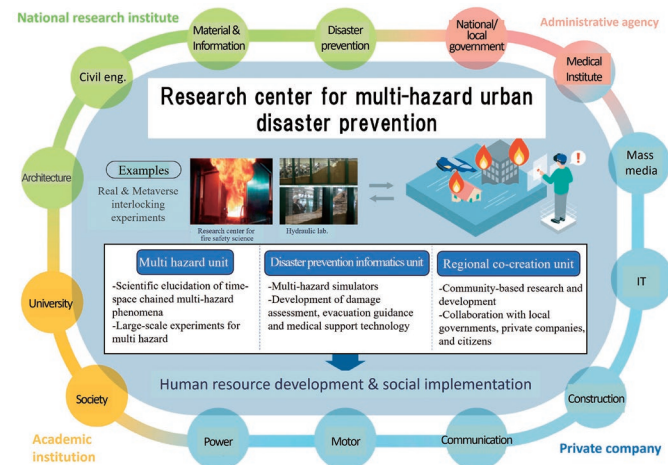 National research institute
Administrative agency
Material &
Information
Disaster
prevention
National/
local
government
Medical
Institute
Civil eng.
Architecture
University
Society
Academic
institution
Mass
media
IT
Construction
Private company
Power
Motor
Communication
Research center for multi-hazard urban
disaster prevention
Examples
Real & Metaverse
interlocking
experiments
Research center for
fire safety science
Hydraulic lab.
!
Multi hazard unit
-Scientific elucidation of time-
space chained multi-hazard
phenomena
-Large-scale experiments for
multi hazard
Disaster prevention informatics unit
-Multi-hazard simulators
-Development of damage
assessment, evacuation guidance
and medical support technology
Regional co-creation unit
-Community-based research and
development
-Collaboration with local
governments, private companies,
and citizens
Human resource development & social implementation